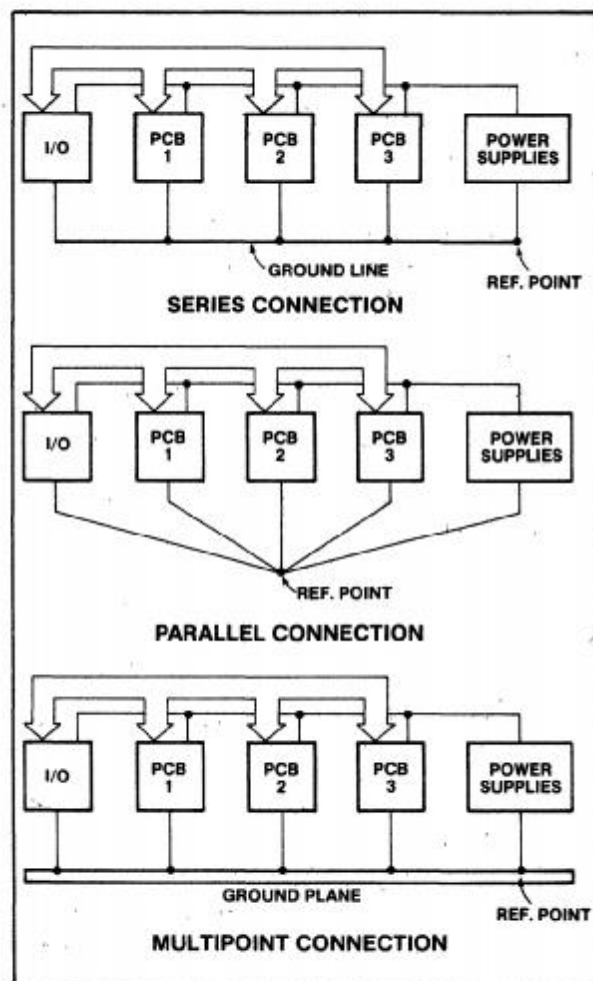 I/O
PCB
1
PCB
2
PCB
3
POWER
SUPPLIES
GROUND LINE
REF. POINT
SERIES CONNECTION
I/O
PCB
1
PCB
2
PCB
3
POWER
SUPPLIES
REF. POINT
PARALLEL CONNECTION
I/O
PCB
1
PCB
2
PCB
3
POWER
SUPPLIES
GROUND PLANE
REF. POINT
MULTIPOINT CONNECTION